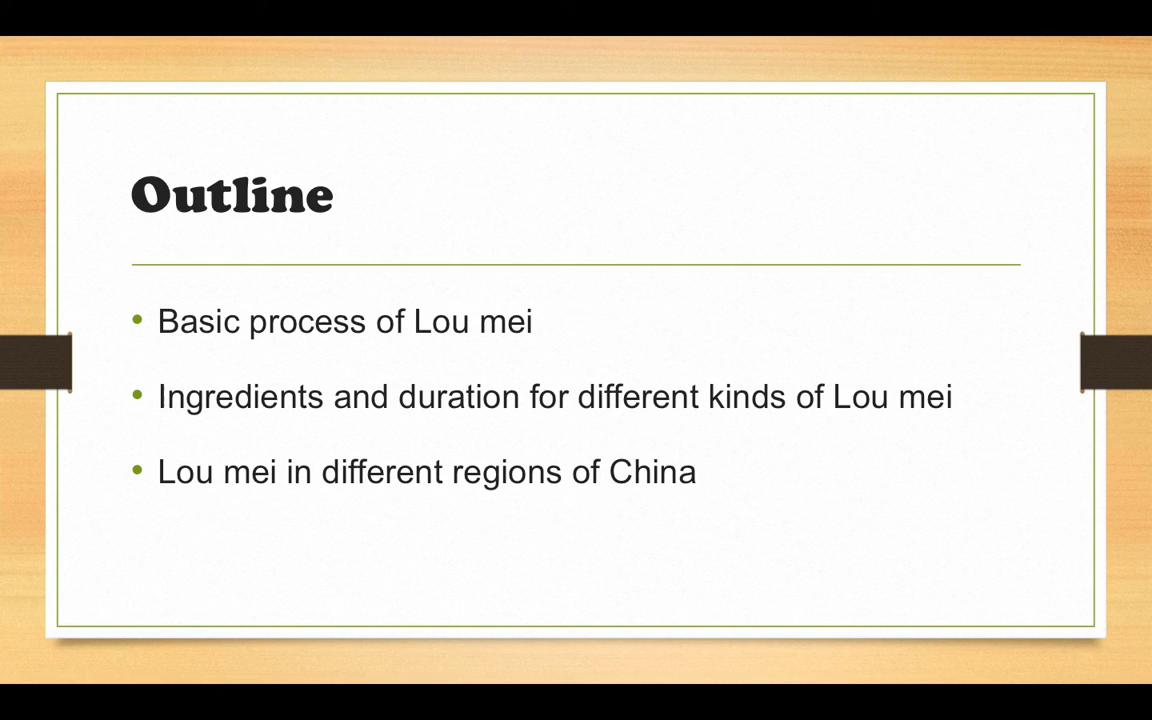 Outline
• Basic process of Lou mei
• Ingredients and duration for different kinds of Lou mei
• Lou mei in different regions of China